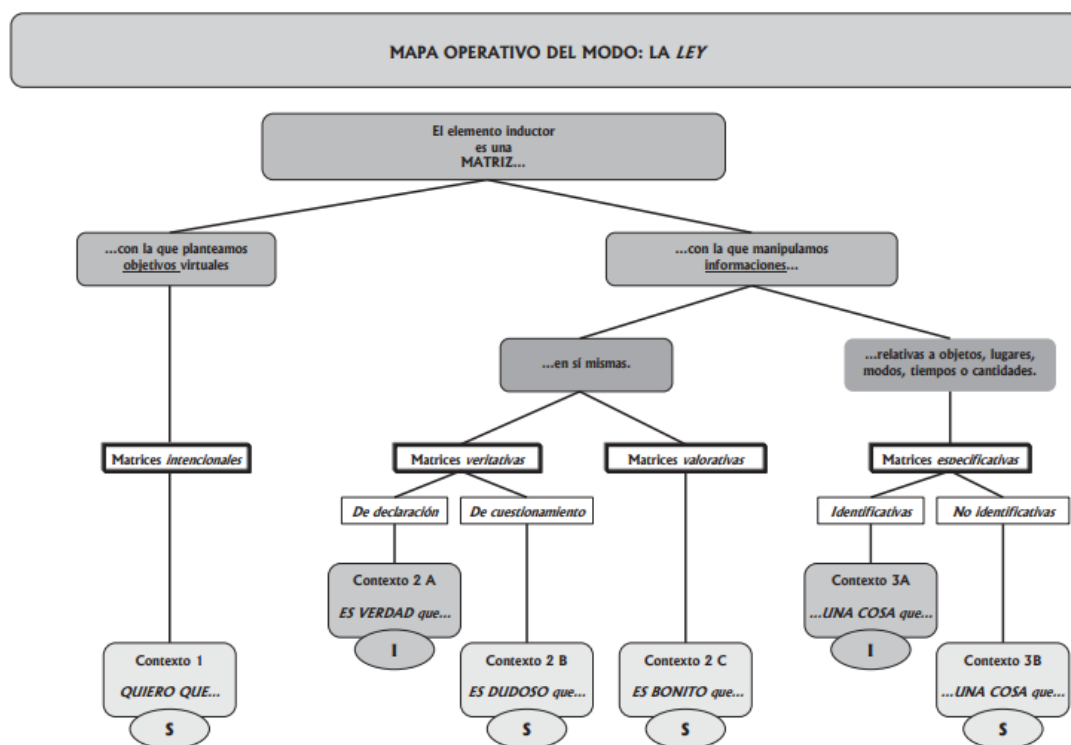 MAPA OPERATIVO DEL MODO: LA LEY
El elemento inductor
es una
MATRIZ...
...con la que planteamos
objetivos virtuales
...con la que manipulamos
informaciones...
...en sí mismas.
...relativas a objetos, lugares,
modos, tiempos o cantidades.
Matrices intencionales
Matrices veritativas
Matrices valorativas
Matrices especificativas
De declaración
De cuestionamiento
Identificativas
No identificativas
Contexto 2 A
ES VERDAD que...
I
Contexto 3A
...UNA COSA que...
I
Contexto 1
QUIERO QUE...
S
Contexto 2 B
ES DUDOSO que...
S
Contexto 2 C
ES BONITO que...
S
Contexto 3B
...UNA COSA que...
S